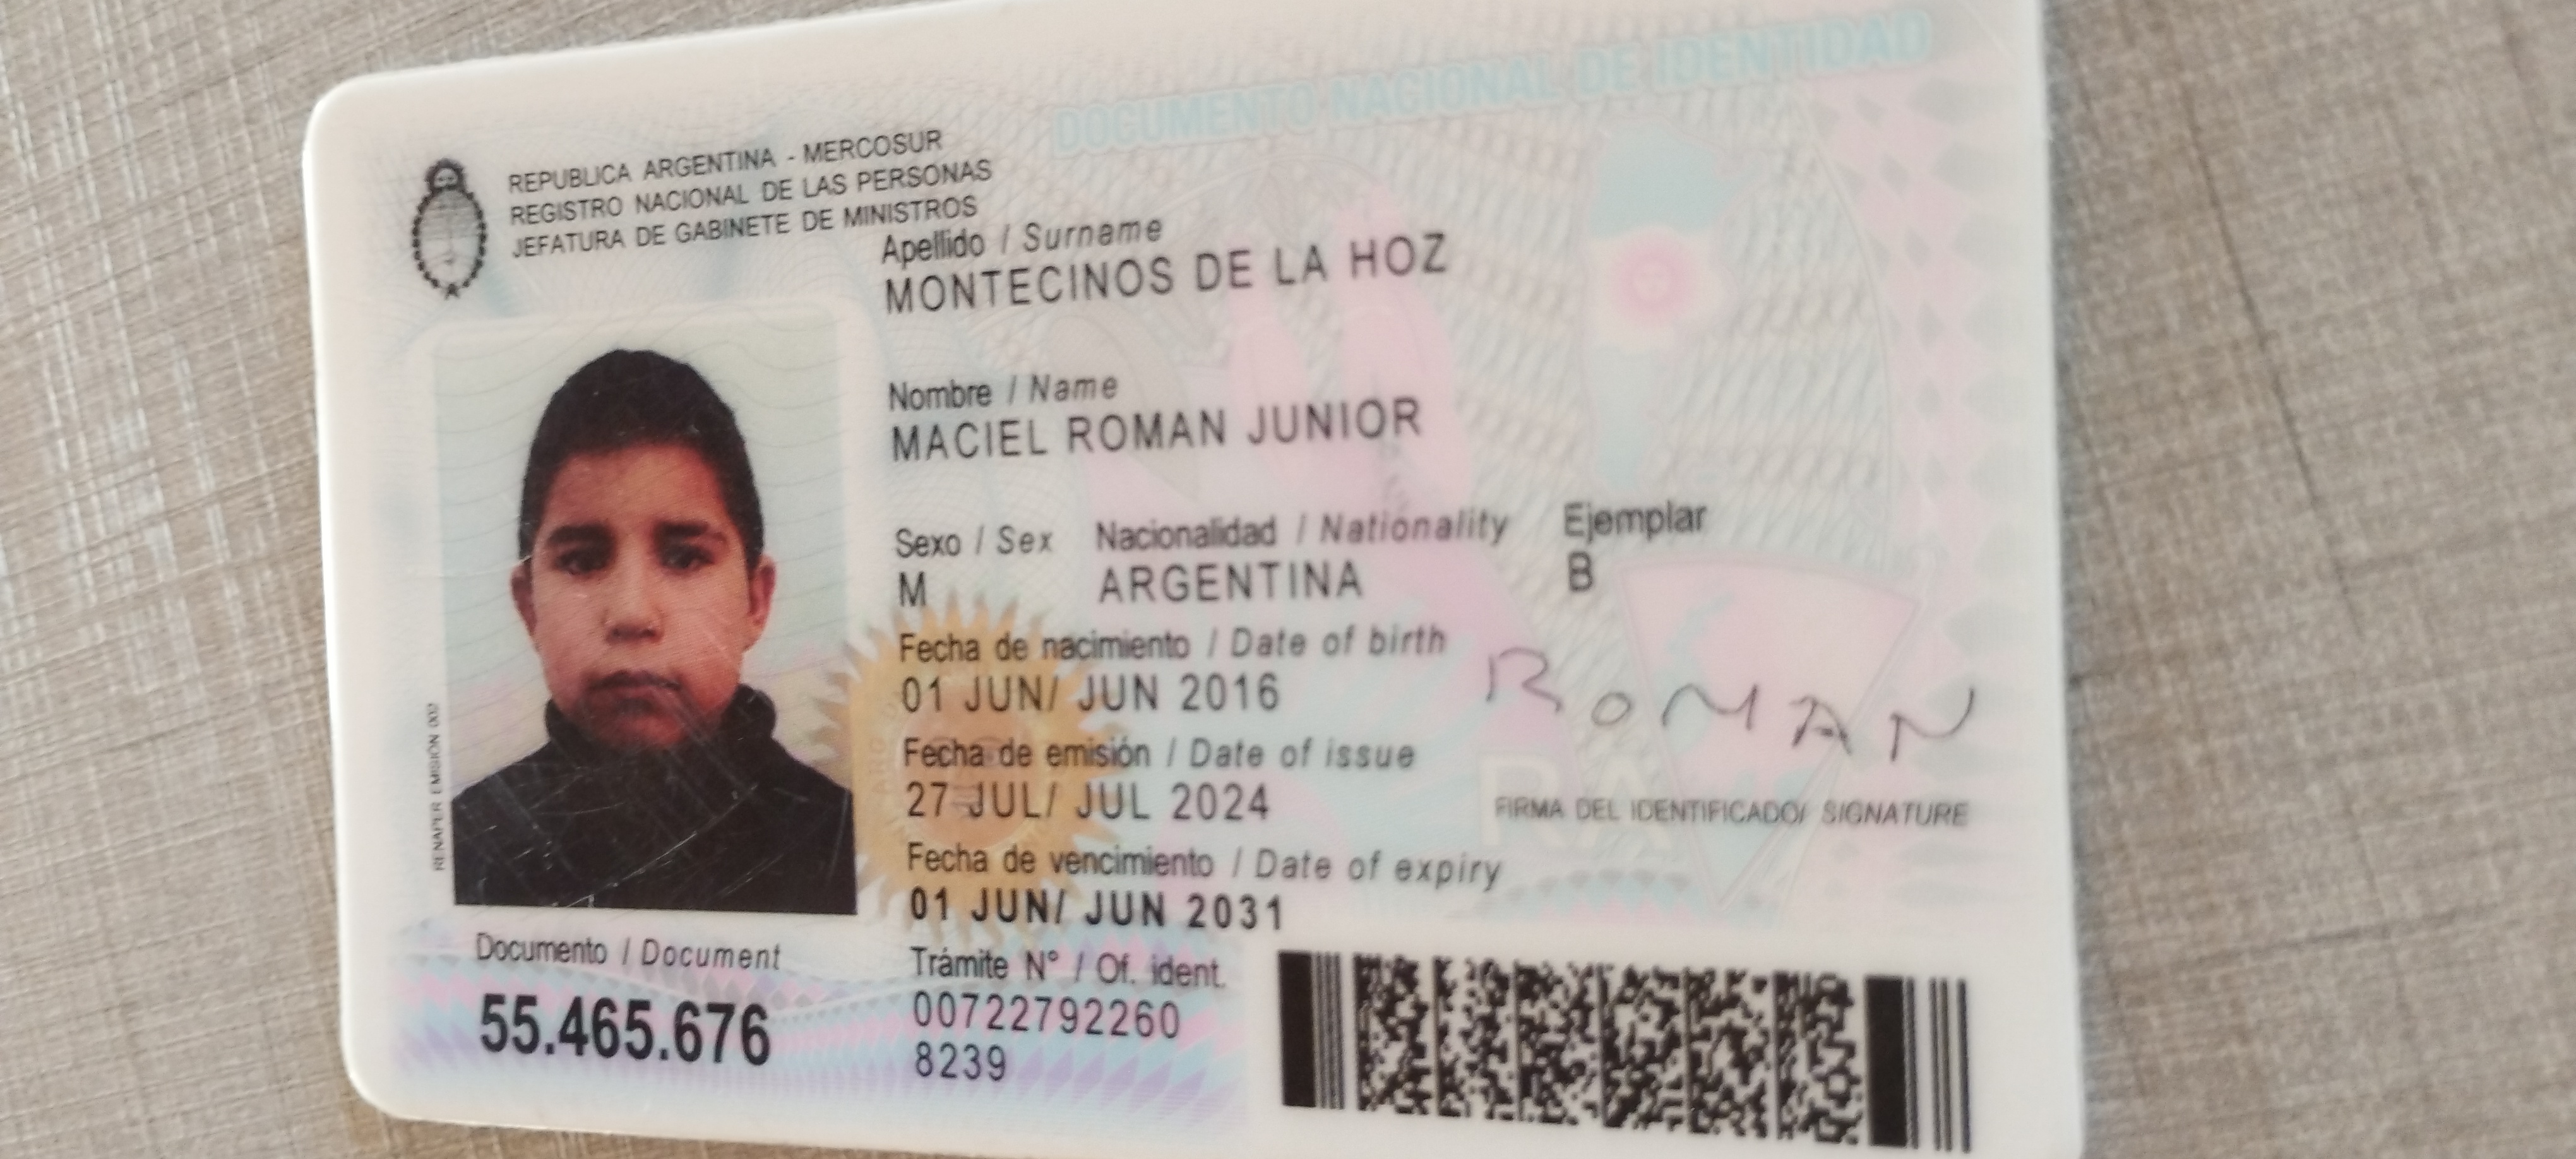 REPUBLICA ARGENTINA - MERCOSUR
REGISTRO NACIONAL DE LAS PERSONAS
JEFATURA DE GABINETE DE MINISTROS
DOCUMENTO NACIONAL DE IDENTIDAD
Apellido / Surname
MONTECINOS DE LA HOZ
Nombre / Name
MACIEL ROMAN JUNIOR
Sexo / Sex Nacionalidad / Nationality Ejemplar
M ARGENTINA B
Fecha de nacimiento / Date of birth
01 JUN/ JUN 2016
Fecha de emisión / Date of issue
27 JUL/ JUL 2024
Fecha de vencimiento / Date of expiry
01 JUN/ JUN 2031
ROMAN
FIRMA DEL IDENTIFICADO/ SIGNATURE
RENAPER EMISIÓN 002
Documento / Document
55.465.676
Trámite N° / Of. ident.
00722792260
8239